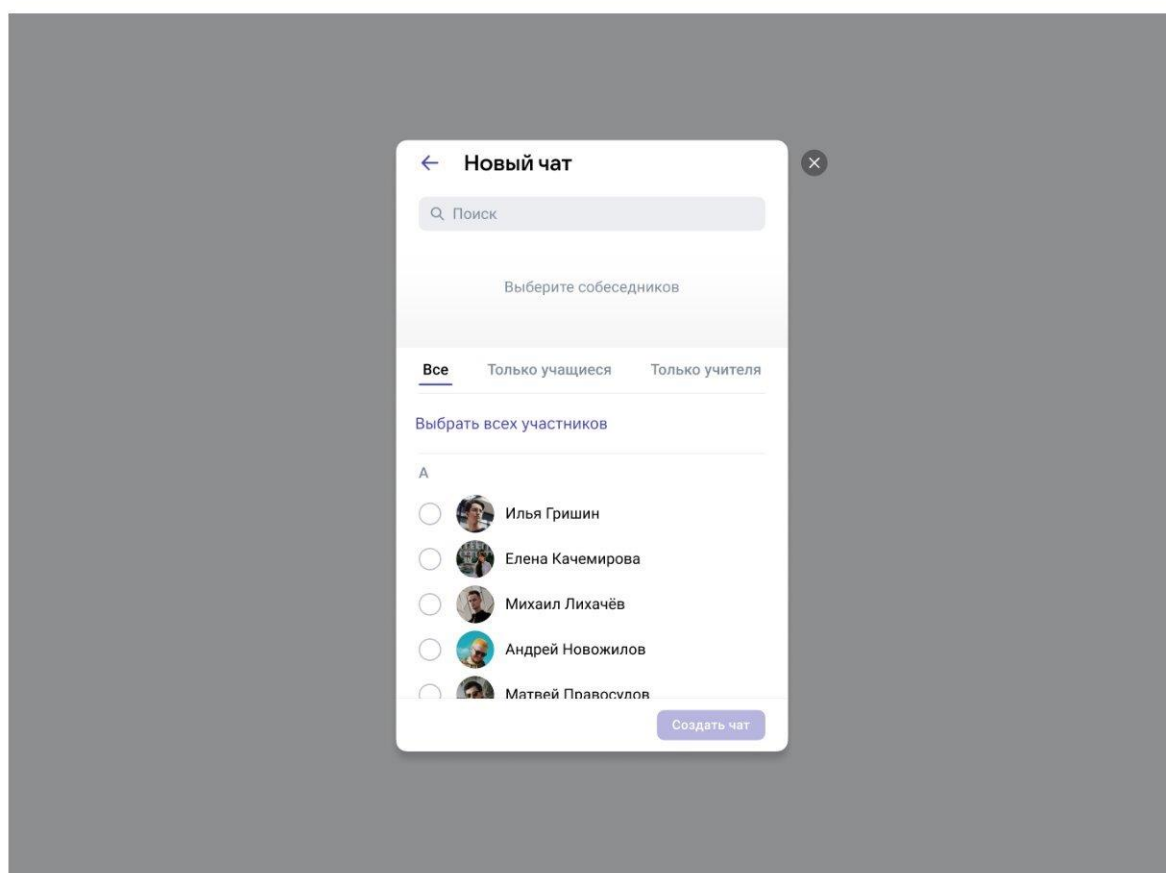 Новый чат
Поиск
Выберите собеседников
Все Только учащиеся Только учителя
Выбрать всех участников
А
Илья Гришин
Елена Качемирова
Михаил Лихачёв
Андрей Новожилов
Матвей Правосудов
Создать чат